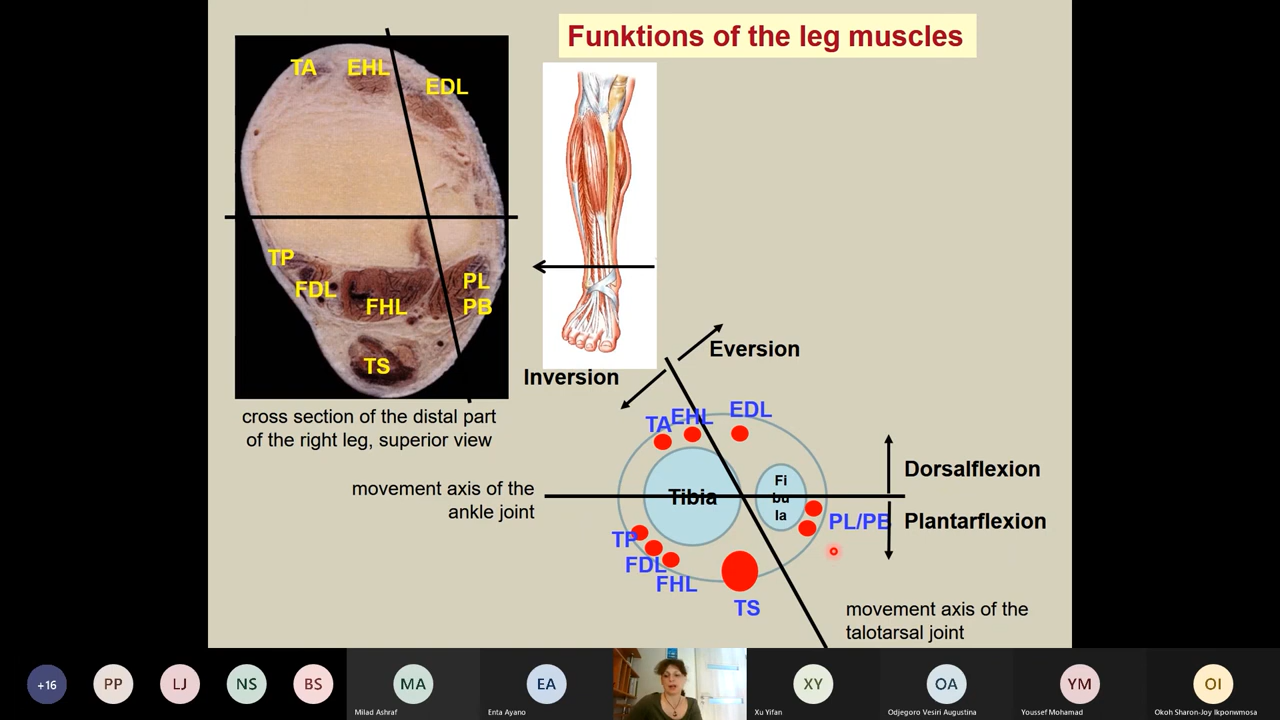 Funktions of the leg muscles
TA
EHL
EDL
TP
FDL
FHL
PL
PB
TS
cross section of the distal part
of the right leg, superior view
Inversion
Eversion
TA
EHL
EDL
movement axis of the
ankle joint
Tibia
Fi
bu
la
Dorsalflexion
Plantarflexion
PL/PB
TP
FDL
FHL
TS
movement axis of the
talotarsal joint
+16
PP
LJ
NS
BS
MA
Milad Ashraf
EA
Enta Ayano
XY
Xu Yifan
OA
Odjegoro Vesiri Augustina
YM
Youssef Mohamad
OI
Okoh Sharon-Joy Ikponwmosa